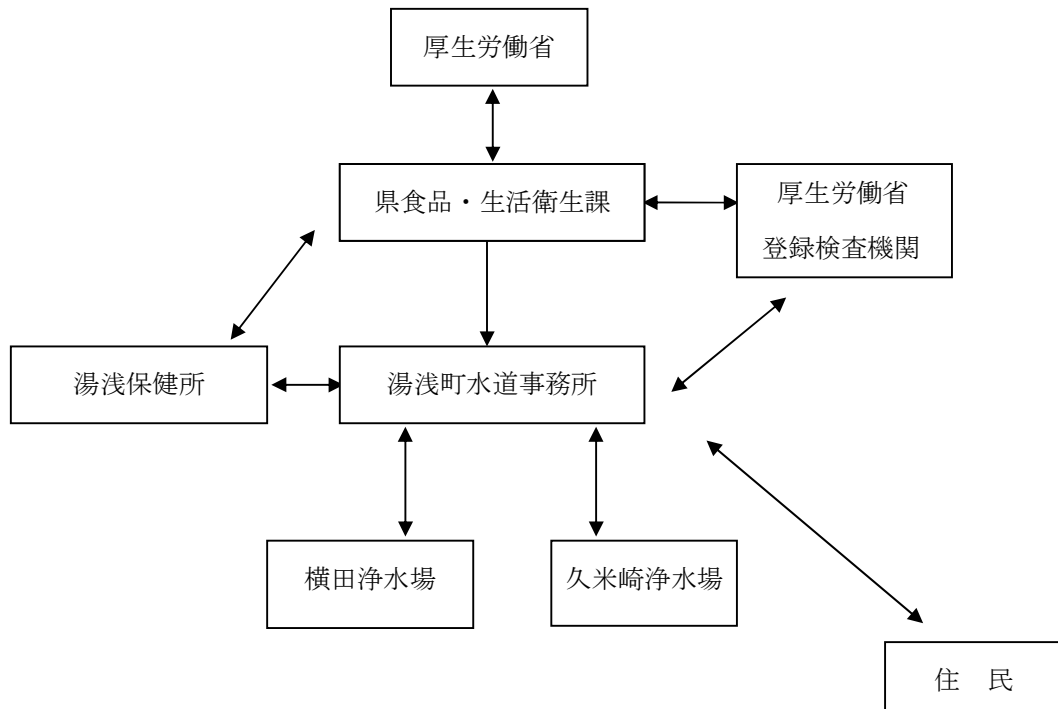 厚生労働省
県食品・生活衛生課
厚生労働省
登録検査機関
湯浅保健所
湯浅町水道事務所
横田浄水場
久米崎浄水場
住　民